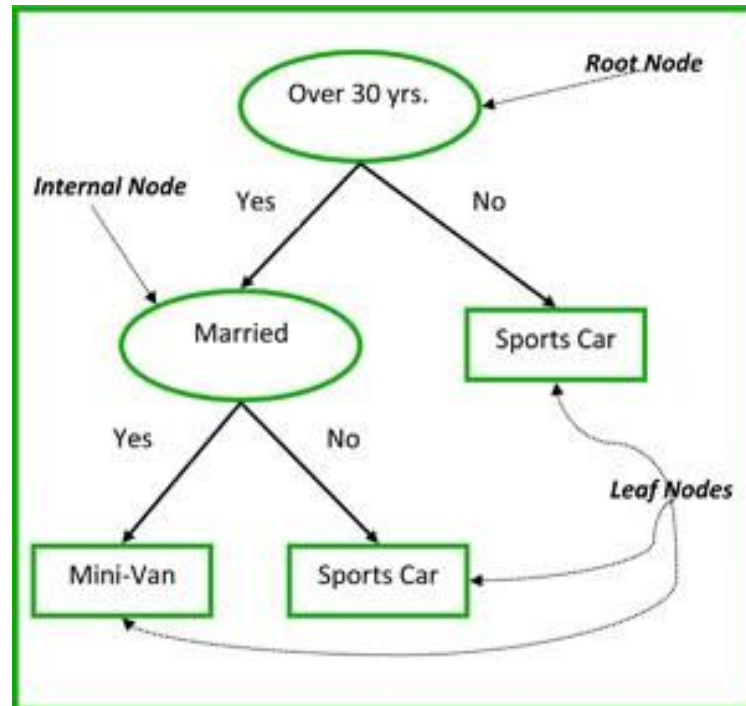 Root Node
Over 30 yrs.
Internal Node
Yes
No
Married
Sports Car
Yes
No
Leaf Nodes
Mini-Van
Sports Car